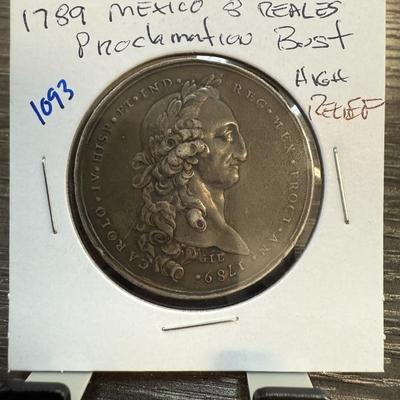 1789 MEXICO 8 REALES
Proclamation Bust
HIGH
RELIEF
1093
CAROLO·IV·HISP·ET·IND·REG·MEX·PROCL·AN·1789·
GIL